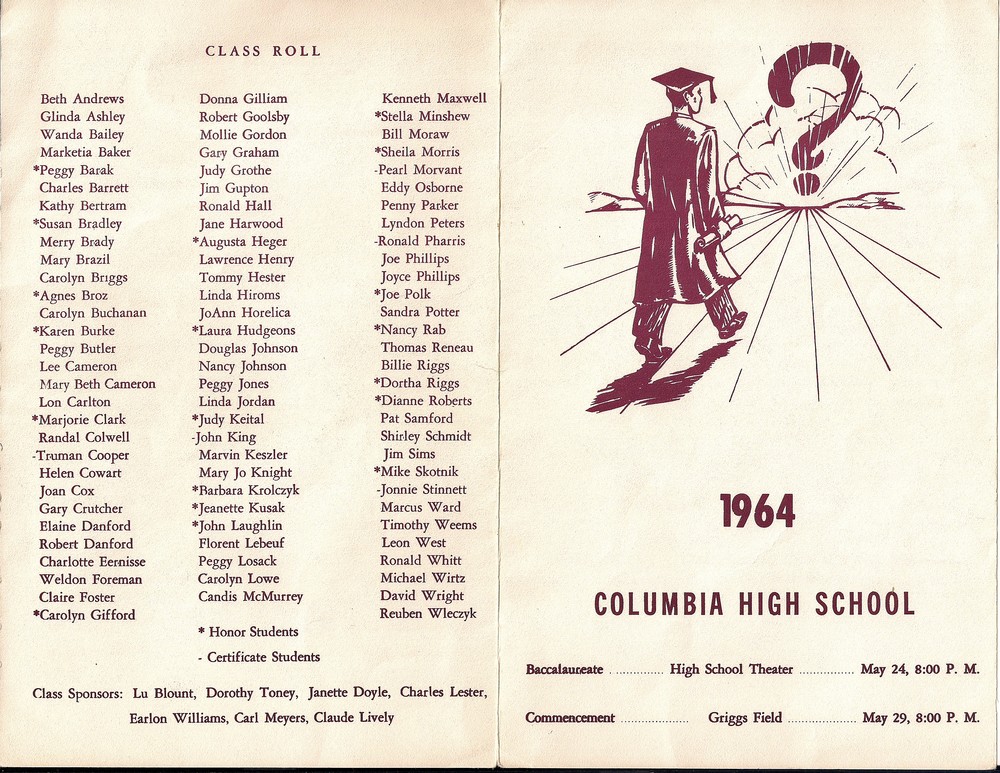 CLASS ROLL
Beth Andrews
Glinda Ashley
Wanda Bailey
Marketia Baker
*Peggy Barak
Charles Barrett
Kathy Bertram
*Susan Bradley
Merry Brady
Mary Brazil
Carolyn Briggs
*Agnes Broz
Carolyn Buchanan
*Karen Burke
Peggy Butler
Lee Cameron
Mary Beth Cameron
Lon Carlton
*Marjorie Clark
Randal Colwell
-Truman Cooper
Helen Cowart
Joan Cox
Gary Crutcher
Elaine Danford
Robert Danford
Charlotte Eernisse
Weldon Foreman
Claire Foster
*Carolyn Gifford
Donna Gilliam
Robert Goolsby
Mollie Gordon
Gary Graham
Judy Grothe
Jim Gupton
Ronald Hall
Jane Harwood
*Augusta Heger
Lawrence Henry
Tommy Hester
Linda Hiroms
JoAnn Horelica
*Laura Hudgeons
Douglas Johnson
Nancy Johnson
Peggy Jones
Linda Jordan
*Judy Keital
-John King
Marvin Keszler
Mary Jo Knight
*Barbara Krolczyk
*Jeanette Kusak
*John Laughlin
Florent Lebeuf
Peggy Losack
Carolyn Lowe
Candis McMurrey
Kenneth Maxwell
*Stella Minshew
Bill Moraw
*Sheila Morris
-Pearl Morvant
Eddy Osborne
Penny Parker
Lyndon Peters
-Ronald Pharris
Joe Phillips
Joyce Phillips
*Joe Polk
Sandra Potter
*Nancy Rab
Thomas Reneau
Billie Riggs
*Dortha Riggs
*Dianne Roberts
Pat Samford
Shirley Schmidt
Jim Sims
*Mike Skotnik
-Jonnie Stinnett
Marcus Ward
Timothy Weems
Leon West
Ronald Whitt
Michael Wirtz
David Wright
Reuben Wleczyk
* Honor Students
- Certificate Students
Class Sponsors: Lu Blount, Dorothy Toney, Janette Doyle, Charles Lester,
Earlon Williams, Carl Meyers, Claude Lively
?
1964
COLUMBIA HIGH SCHOOL
Baccalaureate .............. High School Theater .............. May 24, 8:00 P. M.
Commencement ................. Griggs Field ................. May 29, 8:00 P. M.